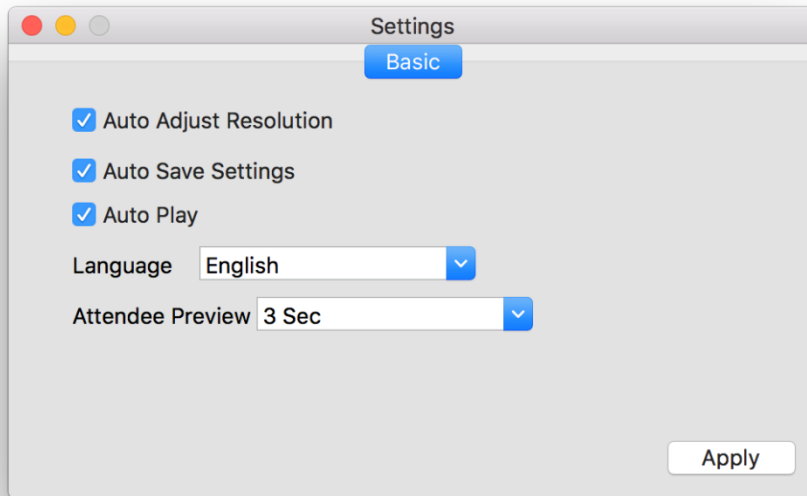 Settings
Basic
Auto Adjust Resolution
Auto Save Settings
Auto Play
Language English
Attendee Preview 3 Sec
Apply